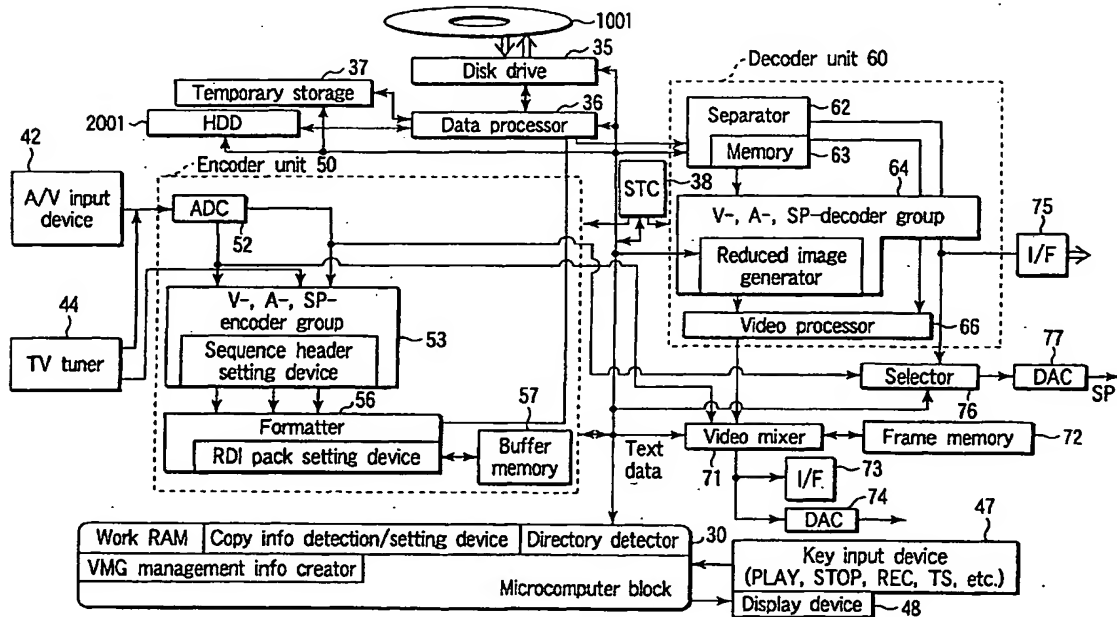 1001
35
Disk drive
Decoder unit 60
37
Temporary storage
36
2001
HDD
Data processor
Separator
62
Memory
63
42
A/V input
device
Encoder unit 50
ADC
52
STC
38
64
V-, A-, SP-decoder group
Reduced image
generator
75
I/F
44
TV tuner
V-, A-, SP-
encoder group
53
Sequence header
setting device
Video processor
66
77
Selector
76
DAC
SP
56
Formatter
RDI pack setting device
57
Buffer
memory
Text
data
Video mixer
71
Frame memory
72
I/F.
73
74
DAC
47
Work RAM
Copy info detection/setting device
Directory detector
30
VMG management info creator
Microcomputer block
Key input device
(PLAY, STOP, REC, TS, etc.)
Display device
48